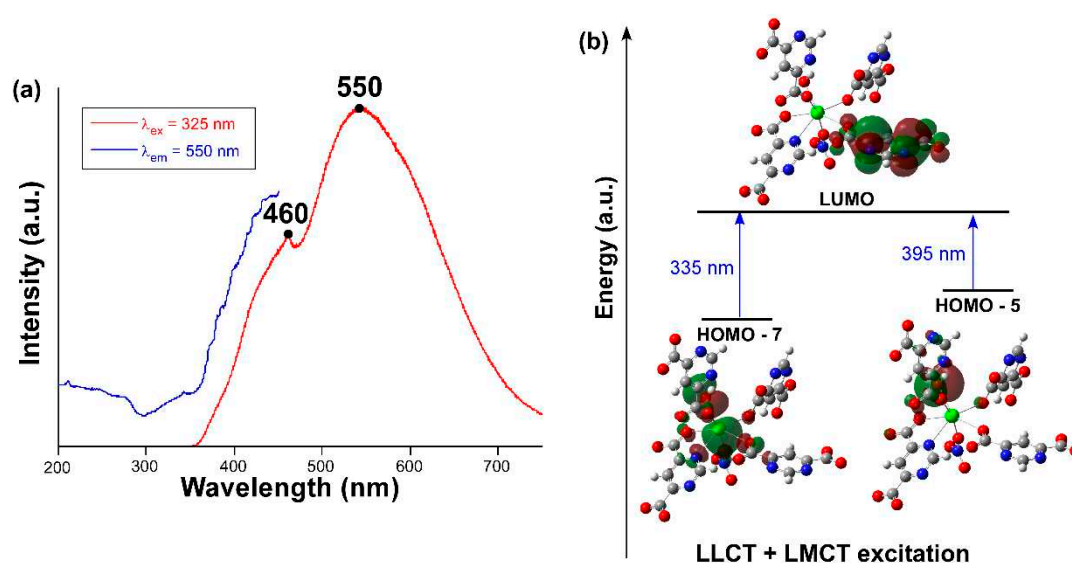 (a)
λex = 325 nm
λem = 550 nm
460
550
Intensity (a.u.)
200 300 400 500 600 700
Wavelength (nm)
(b)
Energy (a.u.)
LUMO
335 nm
395 nm
HOMO - 7
HOMO - 5
LLCT + LMCT excitation